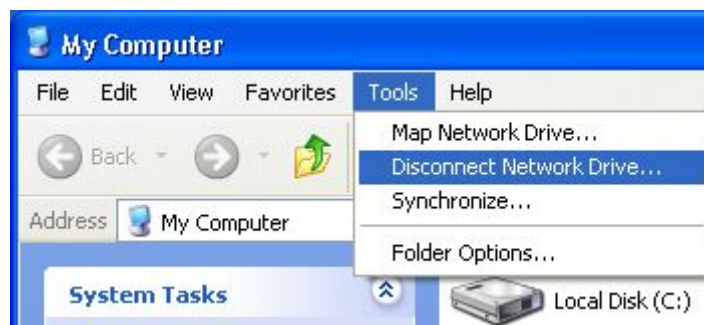 My Computer
File Edit View Favorites Tools Help
Map Network Drive...
Back
Disconnect Network Drive...
Synchronize...
Address My Computer
Folder Options...
System Tasks
Local Disk (C:)